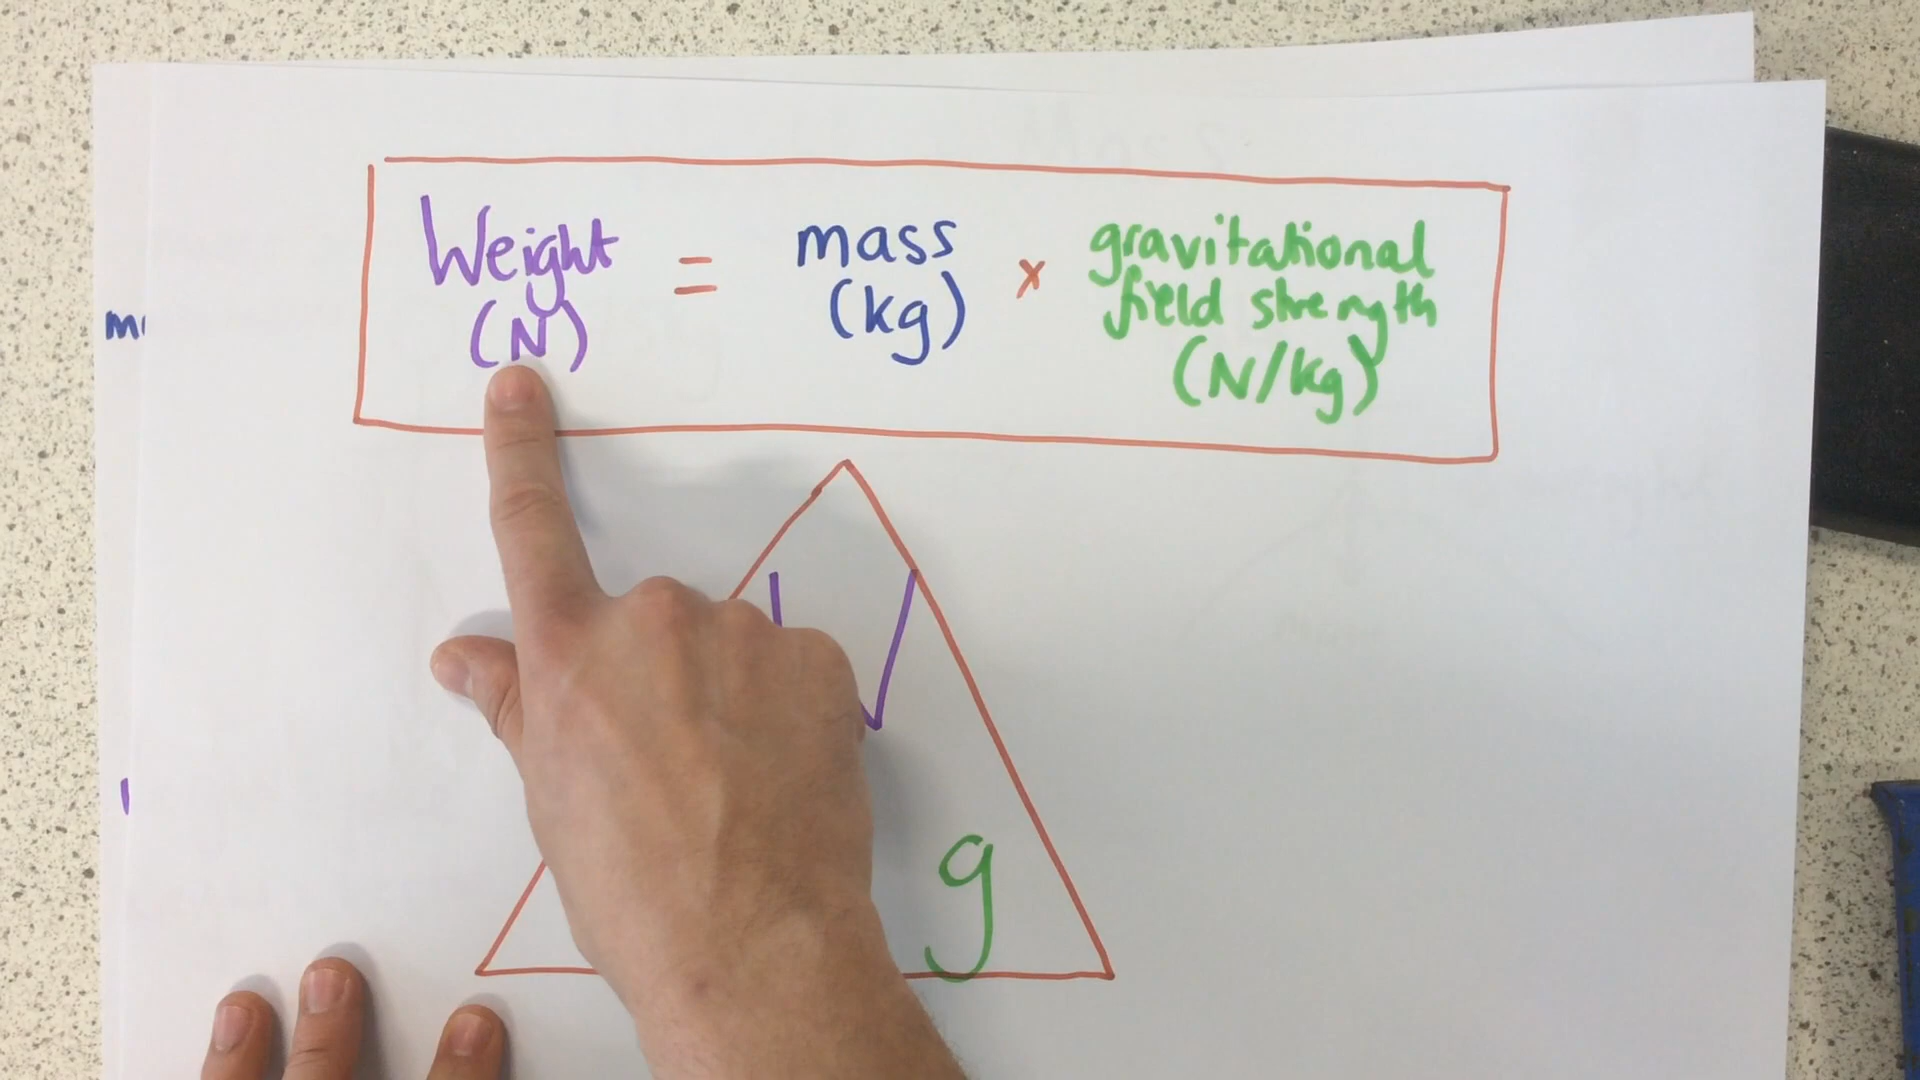 Weight = mass × gravitational
field strength
(N) (kg) (N/kg)
W
g